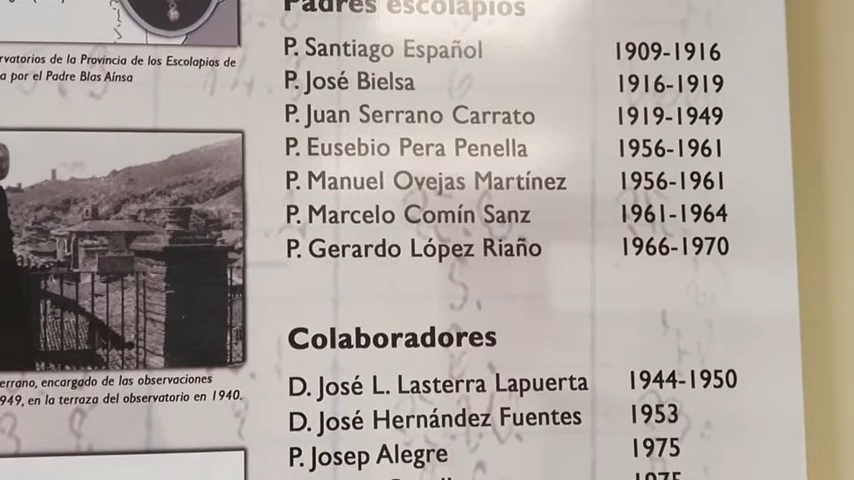 rvatorios de la Provincia de los Escolapios de
a por el Padre Blas Aínsa
errano, encargado de las observaciones
949, en la terraza del observatorio en 1940.
Padres escolapios
P. Santiago Español 1909-1916
P. José Bielsa 1916-1919
P. Juan Serrano Carrato 1919-1949
P. Eusebio Pera Penella 1956-1961
P. Manuel Ovejas Martínez 1956-1961
P. Marcelo Comín Sanz 1961-1964
P. Gerardo López Riaño 1966-1970
Colaboradores
D. José L. Lasterra Lapuerta 1944-1950
D. José Hernández Fuentes 1953
P. Josep Alegre 1975
1975